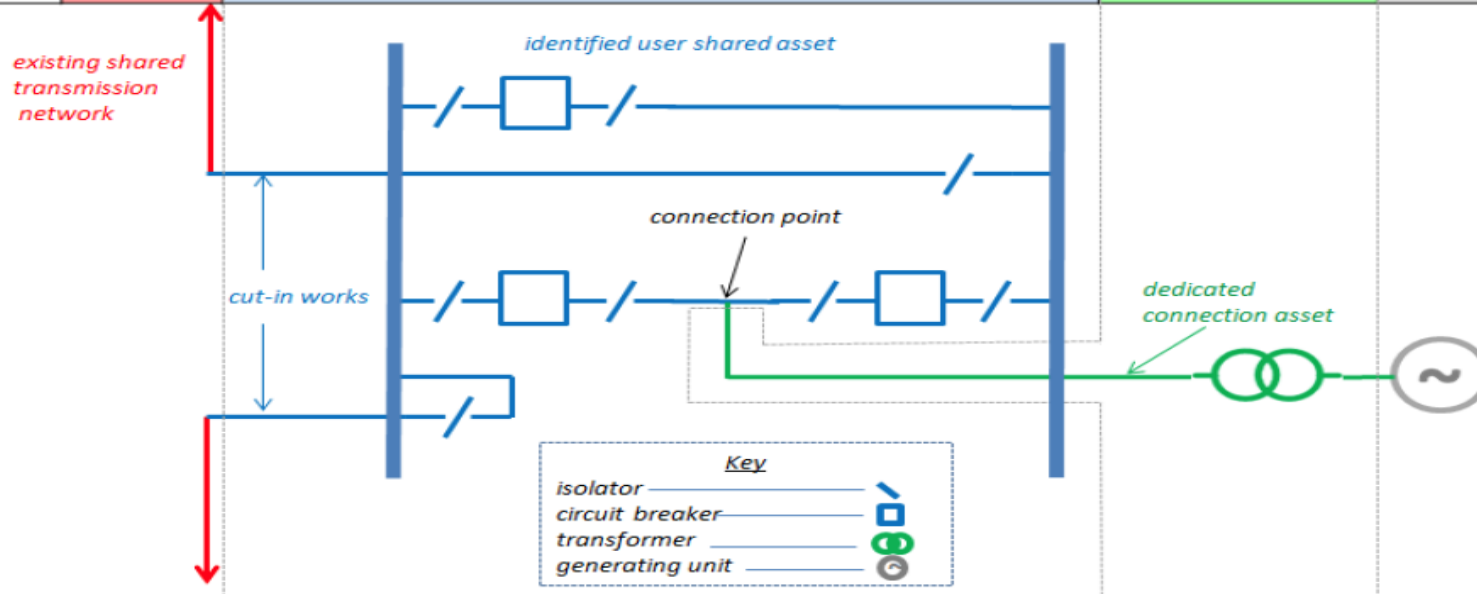 identified user shared asset
existing shared
transmission
network
connection point
cut-in works
dedicated
connection asset
Key
isolator
circuit breaker
transformer
generating unit